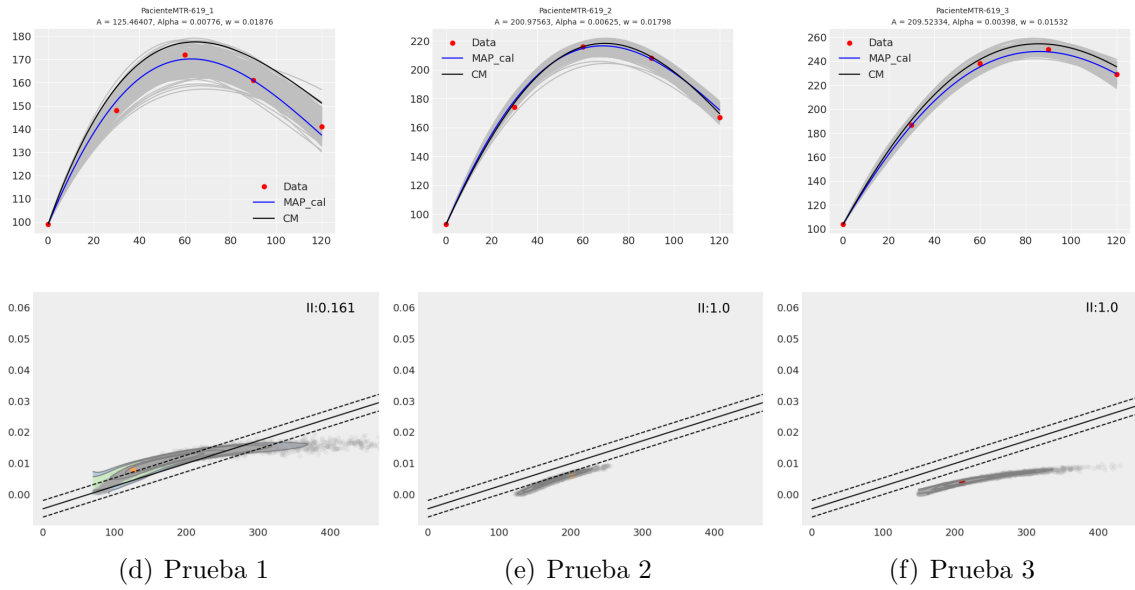 PacienteMTR-619_1
A = 125.46407, Alpha = 0.00776, w = 0.01876
180
170
160
150
140
130
120
110
100
0 20 40 60 80 100 120
Data
MAP_cal
CM
PacienteMTR-619_2
A = 200.97563, Alpha = 0.00625, w = 0.01798
220
200
180
160
140
120
100
0 20 40 60 80 100 120
Data
MAP_cal
CM
PacienteMTR-619_3
A = 209.52334, Alpha = 0.00398, w = 0.01532
260
240
220
200
180
160
140
120
100
0 20 40 60 80 100 120
Data
MAP_cal
CM
II:0.161
0.06
0.05
0.04
0.03
0.02
0.01
0.00
0 100 200 300 400
(d) Prueba 1
II:1.0
0.06
0.05
0.04
0.03
0.02
0.01
0.00
0 100 200 300 400
(e) Prueba 2
II:1.0
0.06
0.05
0.04
0.03
0.02
0.01
0.00
0 100 200 300 400
(f) Prueba 3